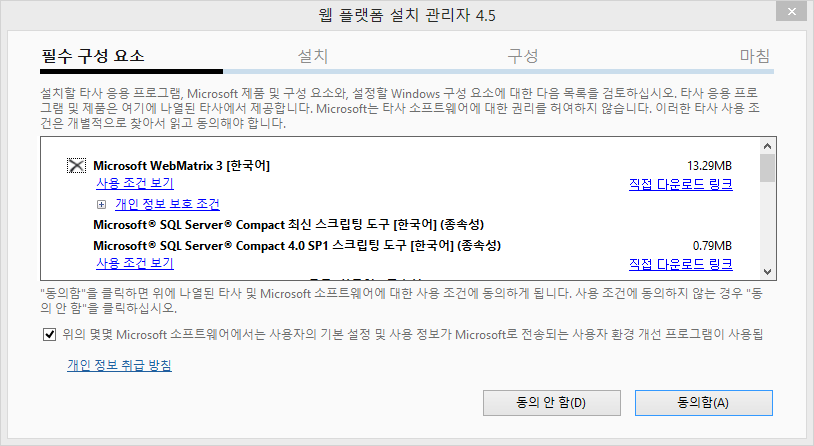 웹 플랫폼 설치 관리자 4.5
필수 구성 요소 설치 구성 마침
설치할 타사 응용 프로그램, Microsoft 제품 및 구성 요소와, 설정할 Windows 구성 요소에 대한 다음 목록을 검토하십시오. 타사 응용 프로
그램 및 제품은 여기에 나열된 타사에서 제공합니다. Microsoft는 타사 소프트웨어에 대한 권리를 허여하지 않습니다. 이러한 타사 사용 조
건은 개별적으로 찾아서 읽고 동의해야 합니다.
Microsoft WebMatrix 3 [한국어] 13.29MB
사용 조건 보기 직접 다운로드 링크
개인 정보 보호 조건
Microsoft® SQL Server® Compact 최신 스크립팅 도구 [한국어] (종속성)
Microsoft® SQL Server® Compact 4.0 SP1 스크립팅 도구 [한국어] (종속성) 0.79MB
사용 조건 보기 직접 다운로드 링크
"동의함"을 클릭하면 위에 나열된 타사 및 Microsoft 소프트웨어에 대한 사용 조건에 동의하게 됩니다. 사용 조건에 동의하지 않는 경우 "동
의 안 함"을 클릭하십시오.
위의 몇몇 Microsoft 소프트웨어에서는 사용자의 기본 설정 및 사용 정보가 Microsoft로 전송되는 사용자 환경 개선 프로그램이 사용됩
개인 정보 취급 방침
동의 안 함(D) 동의함(A)